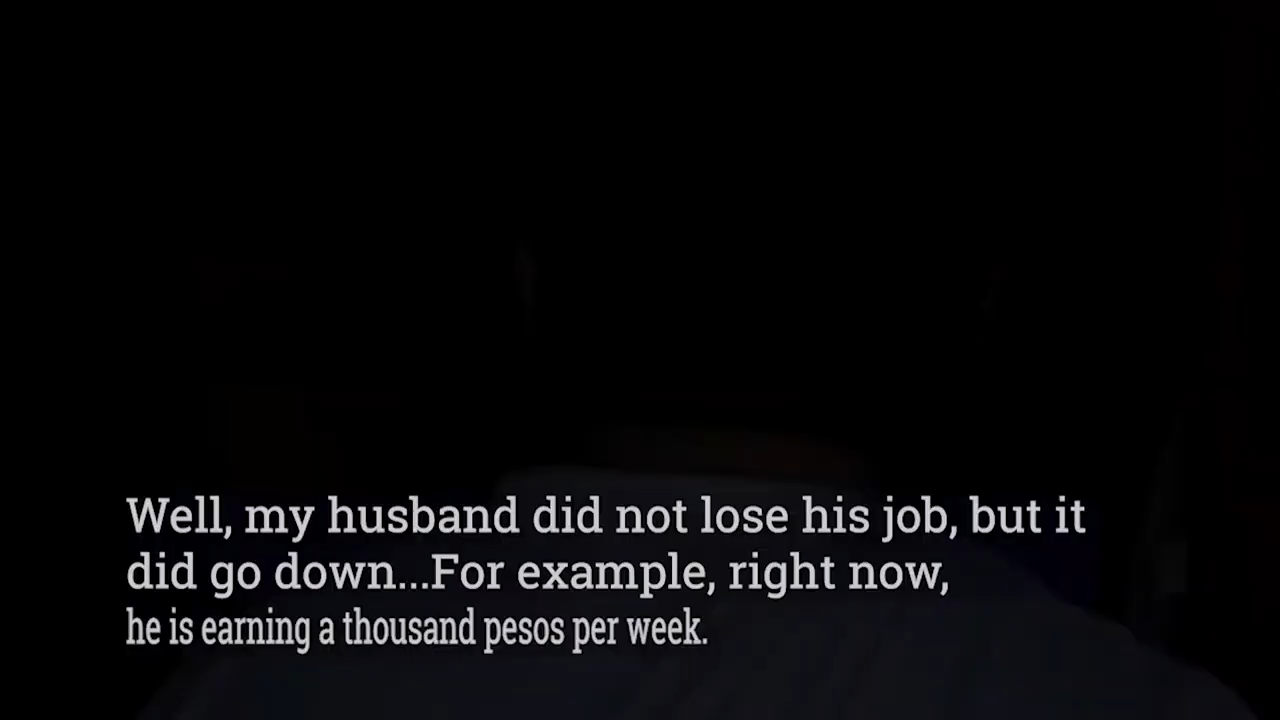 Well, my husband did not lose his job, but it
did go down...For example, right now,
he is earning a thousand pesos per week.